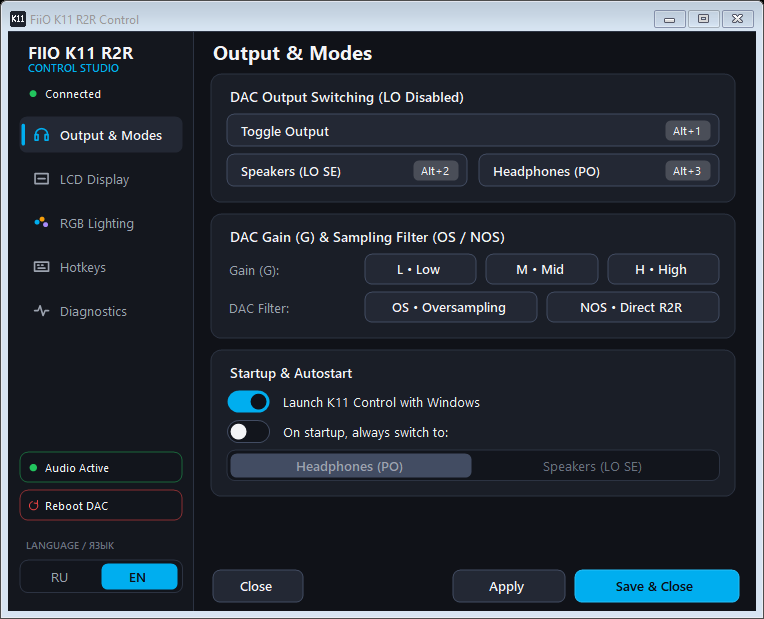 K11 FiiO K11 R2R Control
FIIO K11 R2R
CONTROL STUDIO
Connected
Output & Modes
LCD Display
RGB Lighting
Hotkeys
Diagnostics
Audio Active
Reboot DAC
LANGUAGE / ЯЗЫК
RU EN
Output & Modes
DAC Output Switching (LO Disabled)
Toggle Output Alt+1
Speakers (LO SE) Alt+2 Headphones (PO) Alt+3
DAC Gain (G) & Sampling Filter (OS / NOS)
Gain (G): L • Low M • Mid H • High
DAC Filter: OS • Oversampling NOS • Direct R2R
Startup & Autostart
Launch K11 Control with Windows
On startup, always switch to:
Headphones (PO) Speakers (LO SE)
Close Apply Save & Close